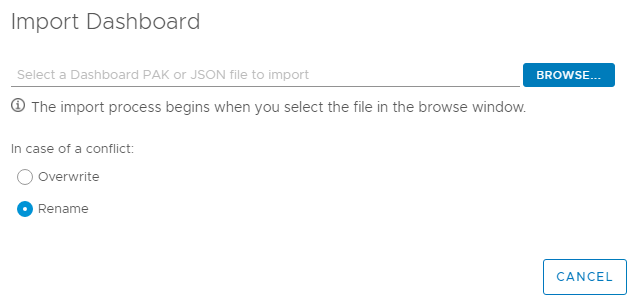 Import Dashboard
Select a Dashboard PAK or JSON file to import
BROWSE...
The import process begins when you select the file in the browse window.
In case of a conflict:
Overwrite
Rename
CANCEL